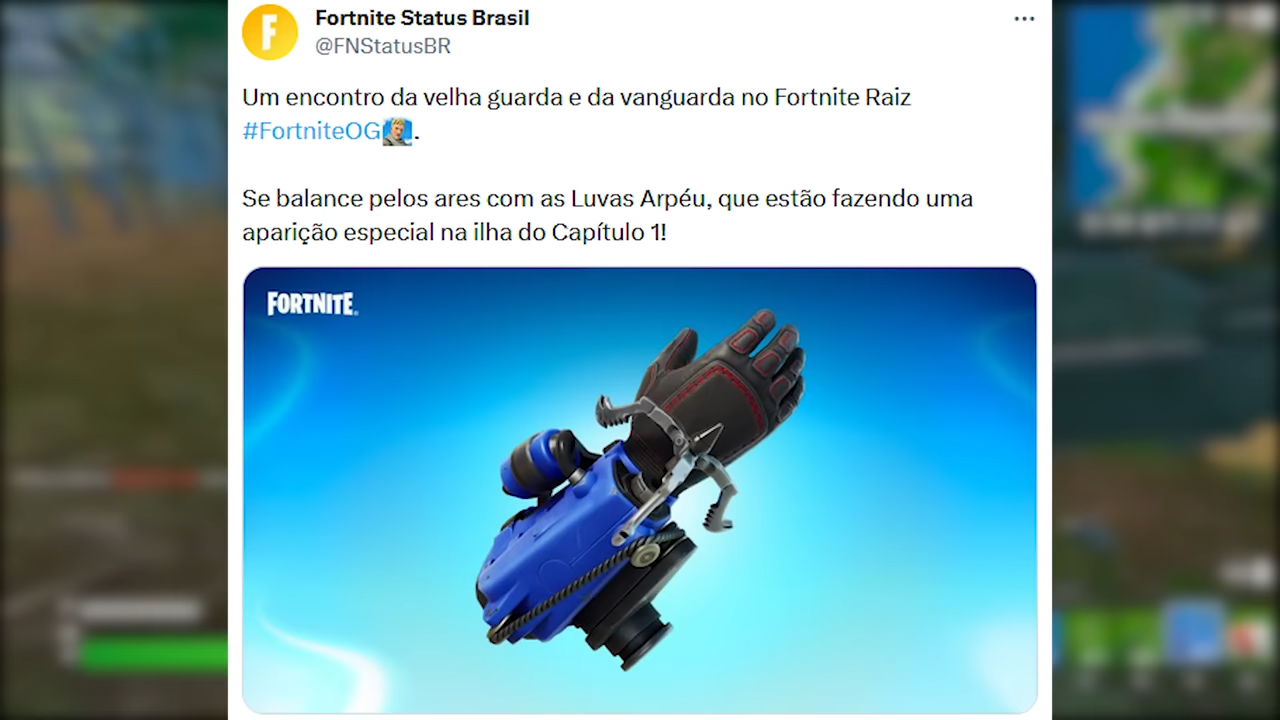 Fortnite Status Brasil
@FNStatusBR
Um encontro da velha guarda e da vanguarda no Fortnite Raiz
#FortniteOG.
Se balance pelos ares com as Luvas Arpéu, que estão fazendo uma
aparição especial na ilha do Capítulo 1!
FORTNITE